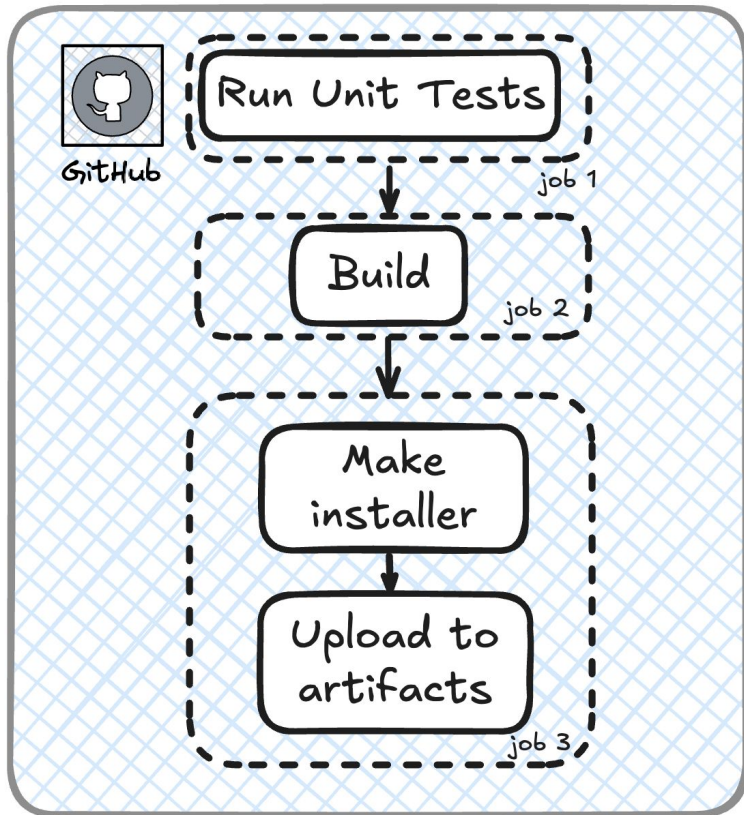 Run Unit Tests
GitHub
job 1
Build
job 2
Make
installer
Upload to
artifacts
job 3